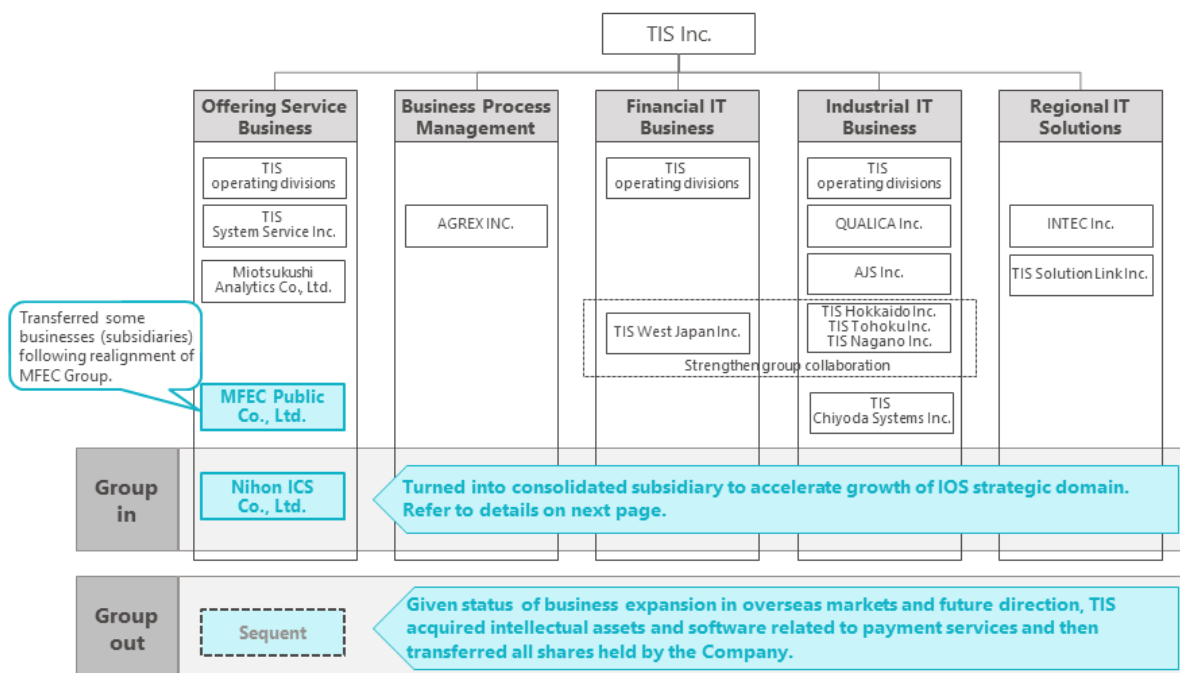 TIS Inc.
Offering Service
Business
Business Process
Management
Financial IT
Business
Industrial IT
Business
Regional IT
Solutions
TIS
operating divisions
TIS
System Service Inc.
Miotsukushi
Analytics Co., Ltd.
Transferred some
businesses (subsidiaries)
following realignment of
MFEC Group.
MFEC Public
Co., Ltd.
AGREX INC.
TIS
operating divisions
TIS West Japan Inc.
TIS
operating divisions
QUALICA Inc.
AJS Inc.
TIS Hokkaido Inc.
TIS Tohoku Inc.
TIS Nagano Inc.
Strengthen group collaboration
TIS
Chiyoda Systems Inc.
INTEC Inc.
TIS Solution Link Inc.
Group
in
Nihon ICS
Co., Ltd.
Turned into consolidated subsidiary to accelerate growth of IOS strategic domain.
Refer to details on next page.
Group
out
Sequent
Given status of business expansion in overseas markets and future direction, TIS
acquired intellectual assets and software related to payment services and then
transferred all shares held by the Company.